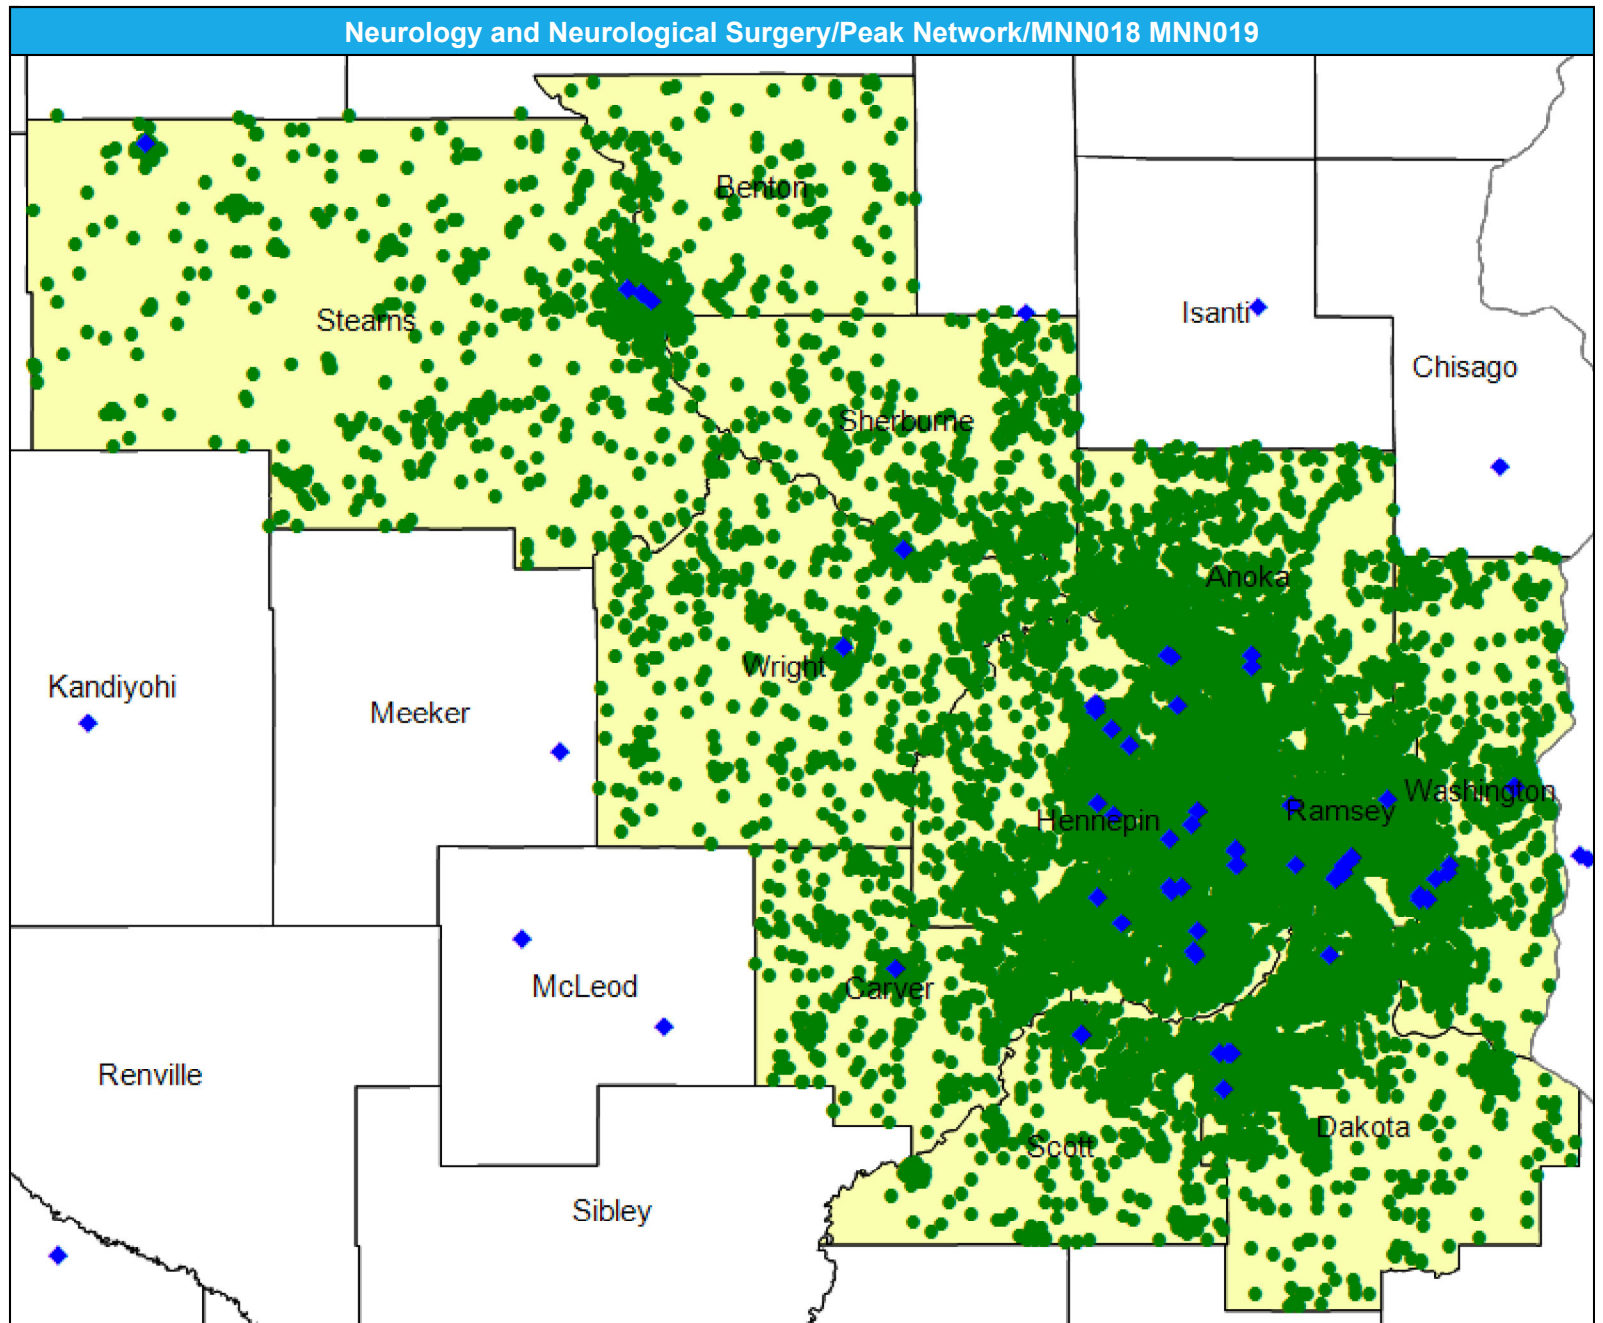 Neurology and Neurological Surgery/Peak Network/MNN018 MNN019
Benton
Isanti
Stearns
Chisago
Sherburne
Anoka
Wright
Kandiyohi
Meeker
Washington
Ramsey
Hennepin
McLeod
Carver
Renville
Dakota
Scott
Sibley